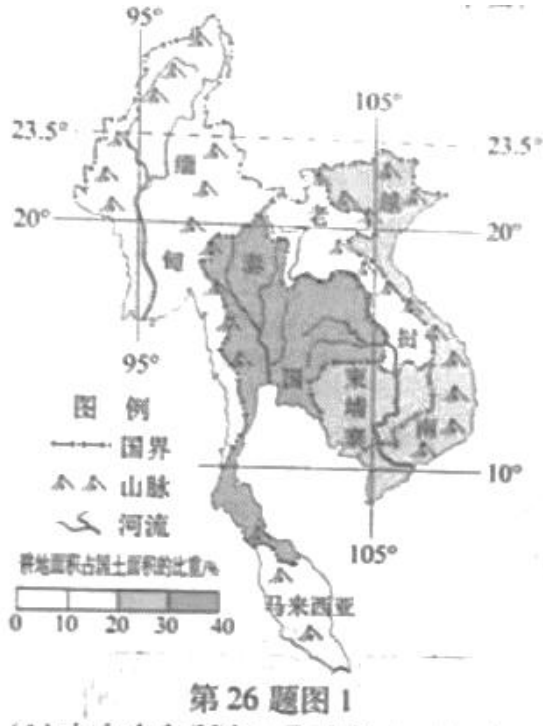 95°
105°
23.5°
23.5°
缅
老
越
20°
20°
甸
泰
挝
95°
国
柬
埔
寨
南
图 例
国界
10°
山脉
河流
105°
耕地面积占国土面积的比重/%
马来西亚
0 10 20 30 40
第26题图1